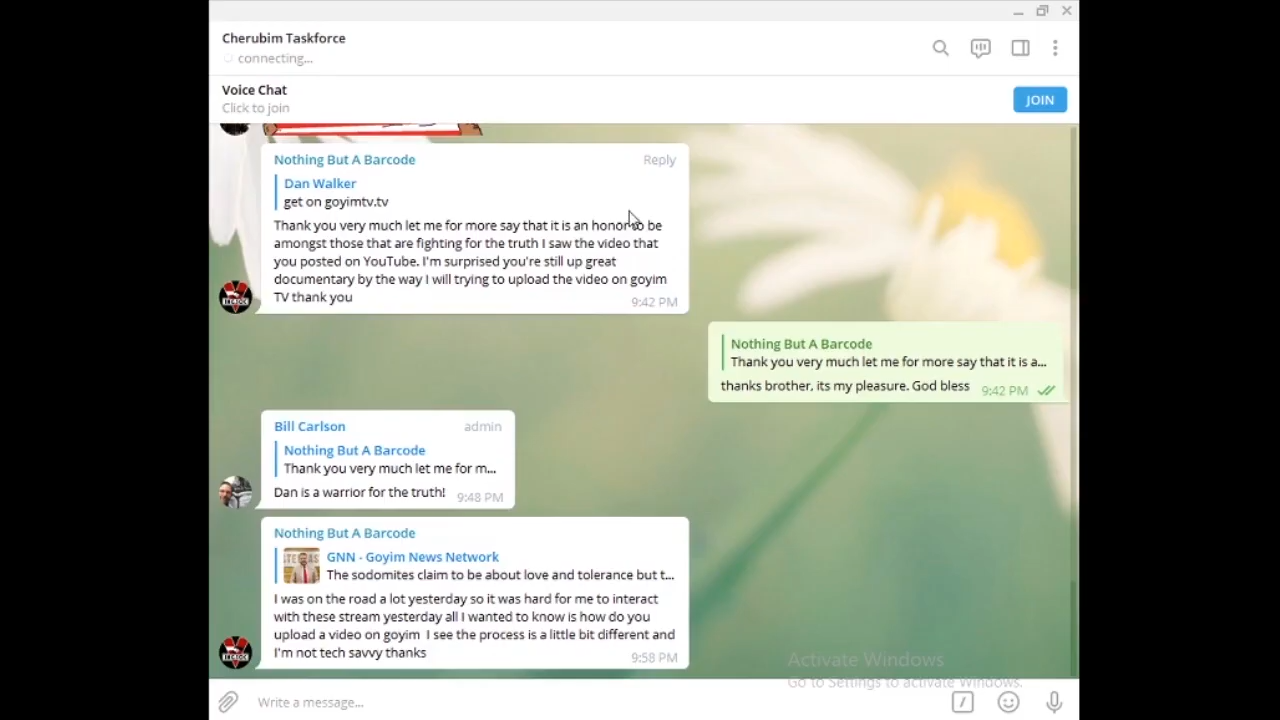 Cherubim Taskforce
connecting...
Voice Chat
Click to join
JOIN
Nothing But A Barcode
Reply
Dan Walker
get on goyimtv.tv
Thank you very much let me for more say that it is an honor to be
amongst those that are fighting for the truth I saw the video that
you posted on YouTube. I'm surprised you're still up great
documentary by the way I will trying to upload the video on goyim
TV thank you
9:42 PM
Nothing But A Barcode
Thank you very much let me for more say that it is a...
thanks brother, its my pleasure. God bless
9:42 PM
Bill Carlson
admin
Nothing But A Barcode
Thank you very much let me for m...
Dan is a warrior for the truth!
9:48 PM
Nothing But A Barcode
GNN - Goyim News Network
The sodomites claim to be about love and tolerance but t...
I was on the road a lot yesterday so it was hard for me to interact
with these stream yesterday all I wanted to know is how do you
upload a video on goyim I see the process is a little bit different and
I'm not tech savvy thanks
9:58 PM
Activate Windows
Go to Settings to activate Windows.
Write a message...